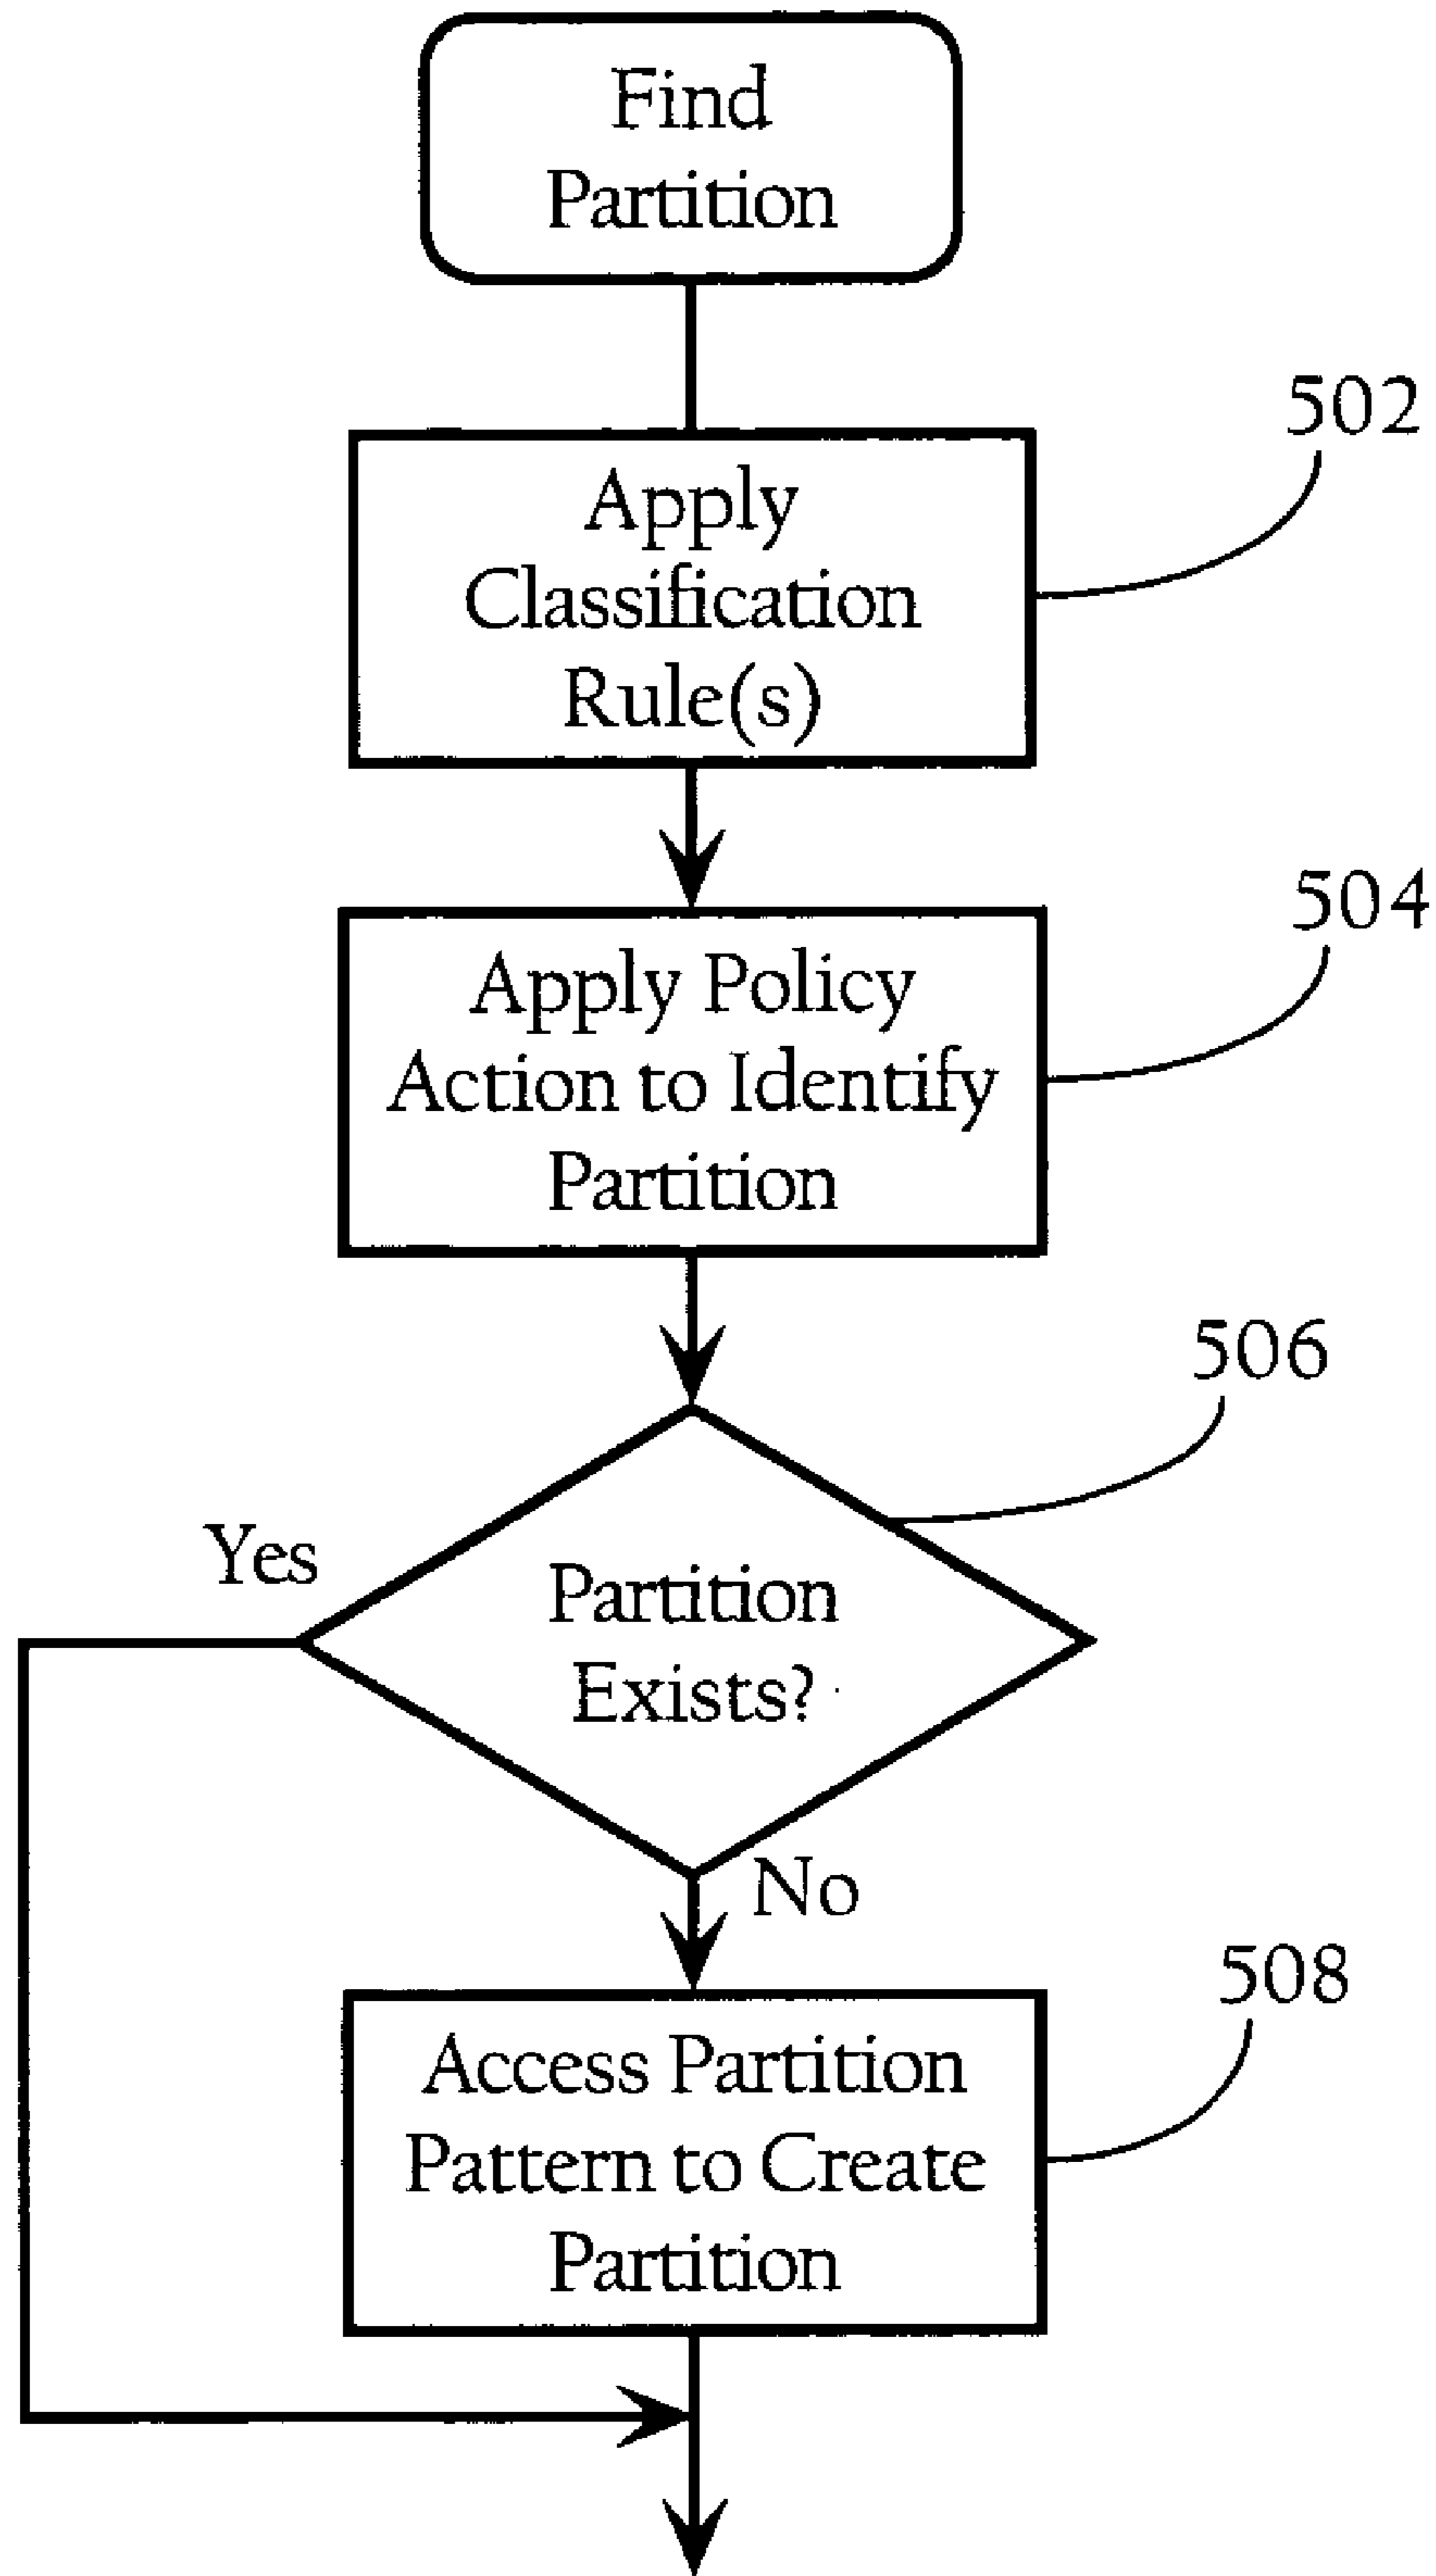 Find
Partition
502
Apply
Classification
Rule(s)
504
Apply Policy
Action to Identify
Partition
506
Yes
Partition
Exists?
No
508
Access Partition
Pattern to Create
Partition